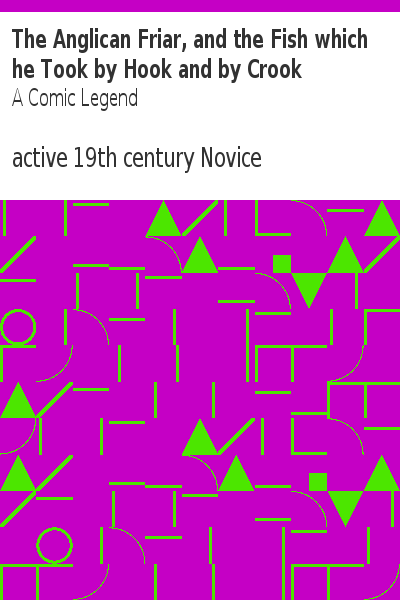 The Anglican Friar, and the Fish which
he Took by Hook and by Crook
A Comic Legend
active 19th century Novice